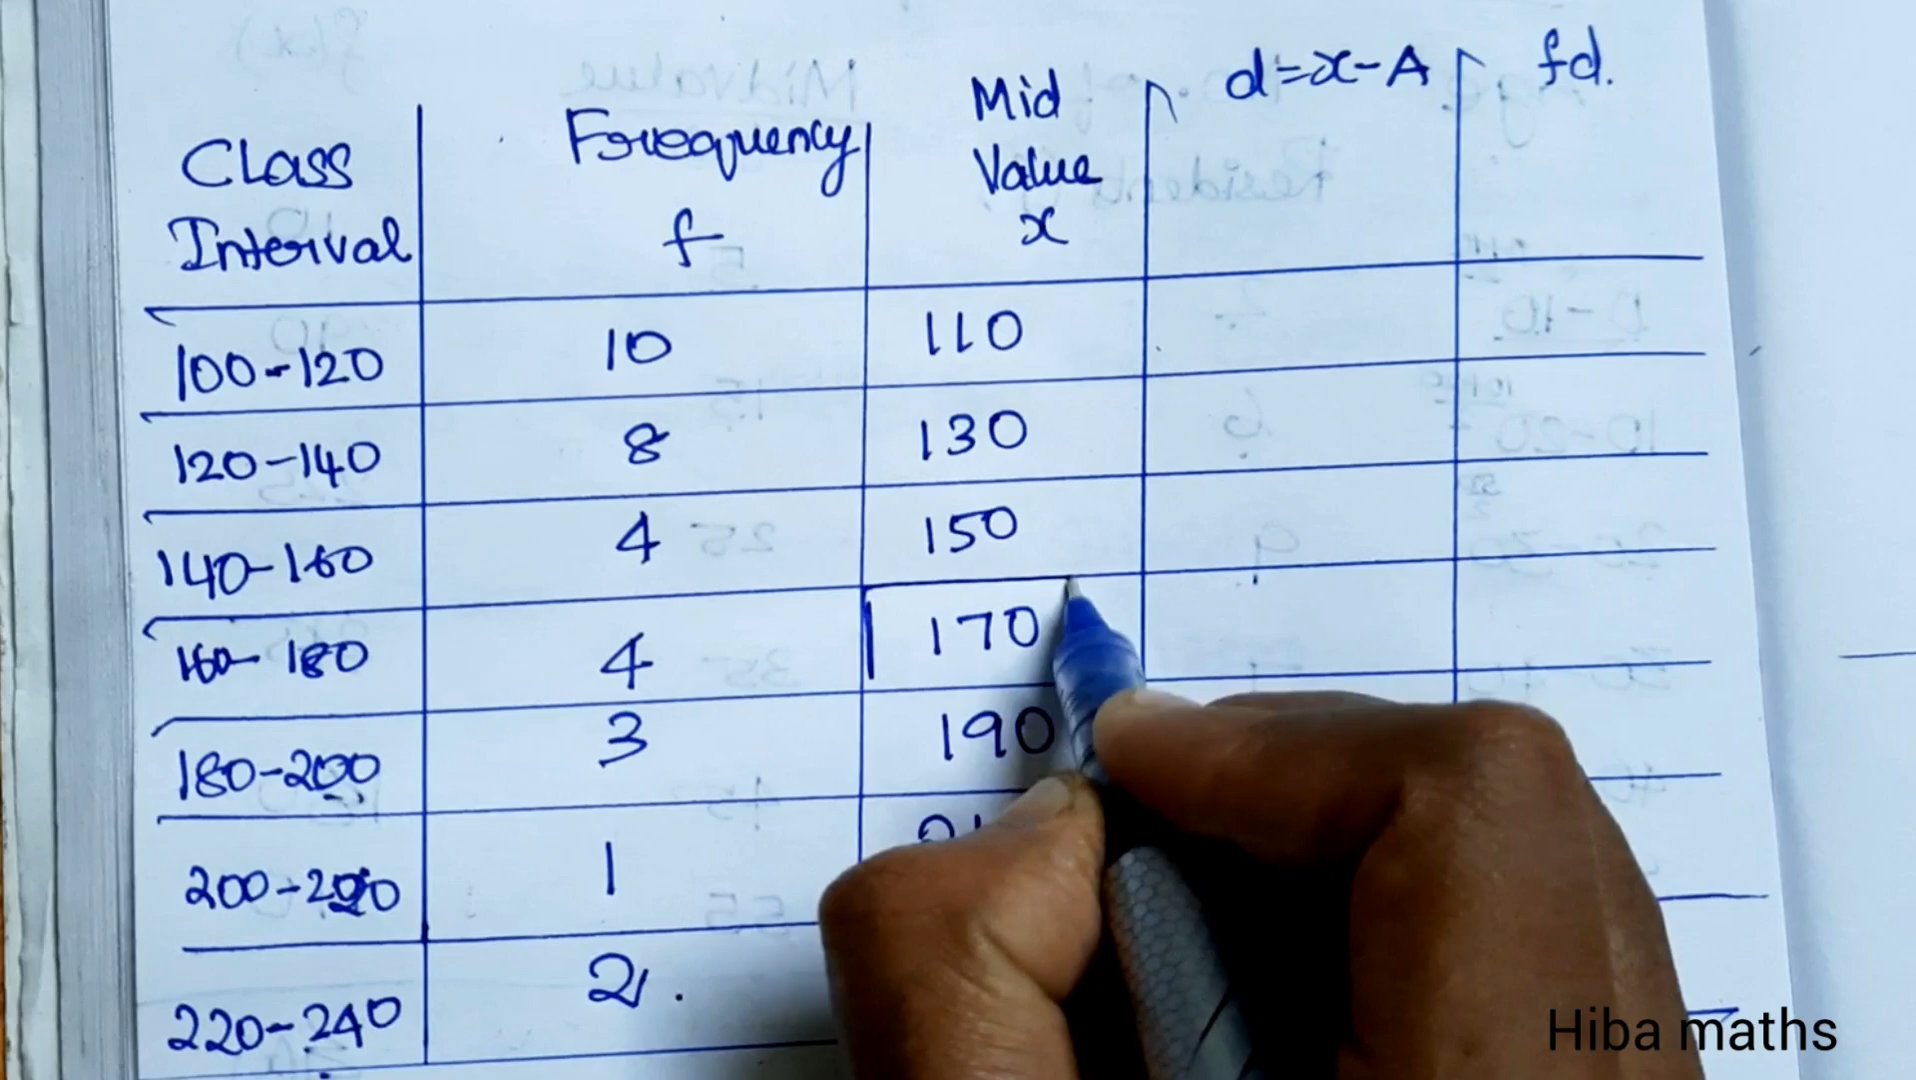 Class Interval | Frequency f | Mid Value x | d=x-A | fd.
100-120 | 10 | 110
120-140 | 8 | 130
140-160 | 4 | 150
160-180 | 4 | 170
180-200 | 3 | 190
200-220 | 1
220-240 | 2.
Hiba maths